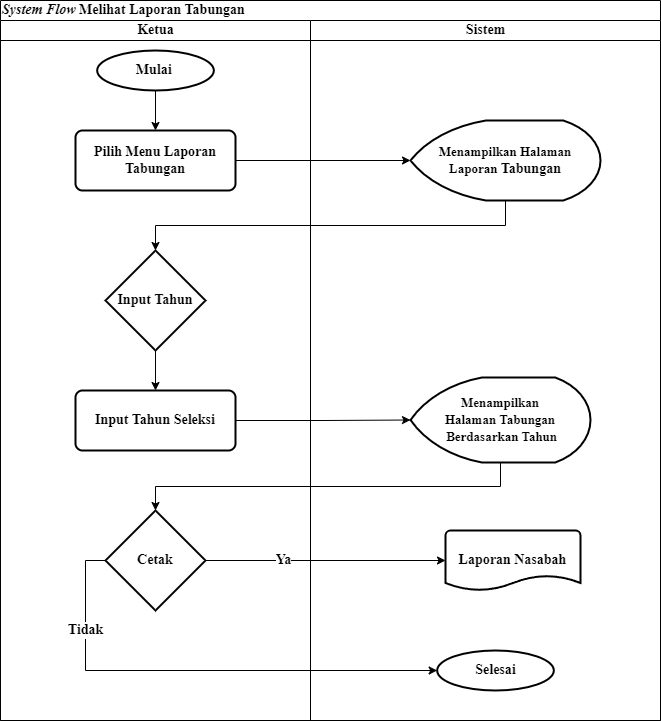 System Flow Melihat Laporan Tabungan
Ketua
Sistem
Mulai
Pilih Menu Laporan
Tabungan
Menampilkan Halaman
Laporan Tabungan
Input Tahun
Input Tahun Seleksi
Menampilkan
Halaman Tabungan
Berdasarkan Tahun
Cetak
Ya
Laporan Nasabah
Tidak
Selesai